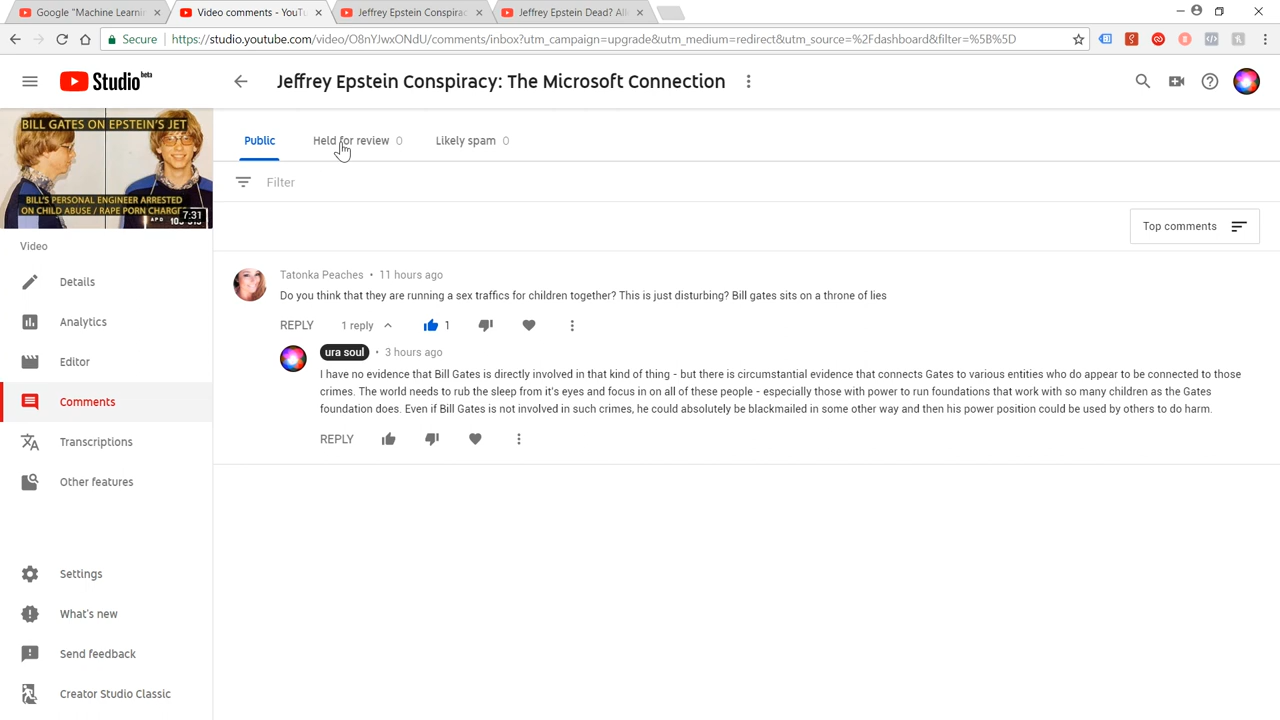 Google "Machine Learni
Video comments - YouTu
Jeffrey Epstein Conspirac
Jeffrey Epstein Dead? Alle
Secure
https://studio.youtube.com/video/O8nYJwxONdU/comments/inbox?utm_campaign=upgrade&utm_medium=redirect&utm_source=%2Fdashboard&filter=%5B%5D
Studio beta
Jeffrey Epstein Conspiracy: The Microsoft Connection
BILL GATES ON EPSTEIN'S JET
BILL'S PERSONAL ENGINEER ARRESTED
ON CHILD ABUSE / RAPE PORN CHARGE
7:31
Public
Held for review 0
Likely spam 0
Filter
Top comments
Video
Details
Analytics
Editor
Comments
Transcriptions
Other features
Settings
What's new
Send feedback
Creator Studio Classic
Tatonka Peaches • 11 hours ago
Do you think that they are running a sex traffics for children together? This is just disturbing? Bill gates sits on a throne of lies
REPLY 1 reply 1
ura soul • 3 hours ago
I have no evidence that Bill Gates is directly involved in that kind of thing - but there is circumstantial evidence that connects Gates to various entities who do appear to be connected to those
crimes. The world needs to rub the sleep from it's eyes and focus in on all of these people - especially those with power to run foundations that work with so many children as the Gates
foundation does. Even if Bill Gates is not involved in such crimes, he could absolutely be blackmailed in some other way and then his power position could be used by others to do harm.
REPLY